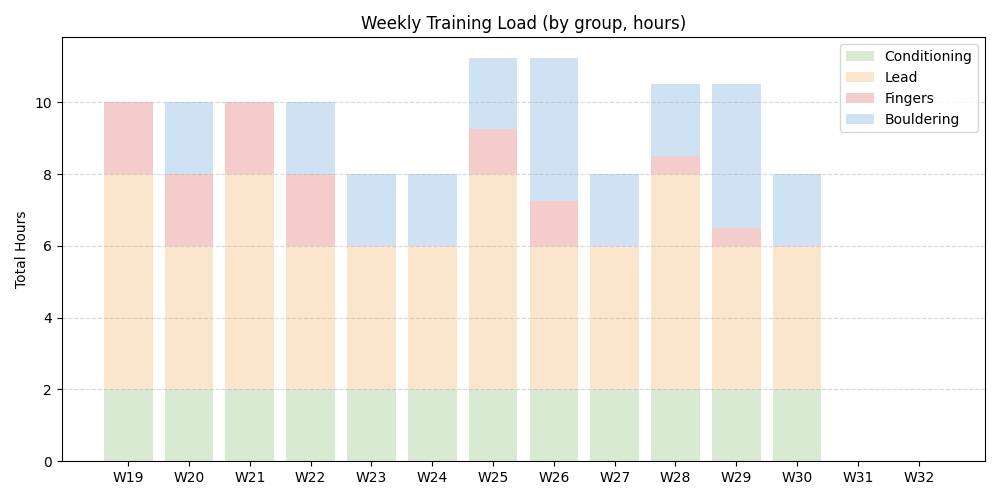 Weekly Training Load (by group, hours)
Conditioning
Lead
Fingers
Bouldering
Total Hours
10
8
6
4
2
0
W19 W20 W21 W22 W23 W24 W25 W26 W27 W28 W29 W30 W31 W32